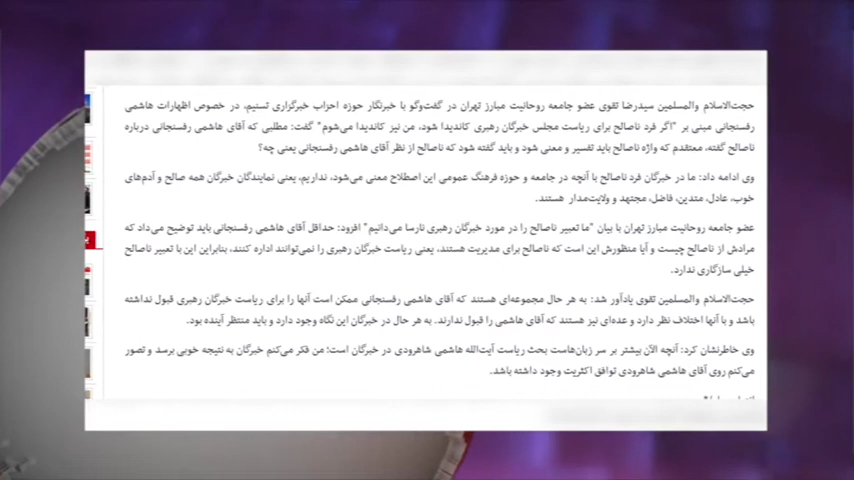 حجت‌الاسلام والمسلمین سیدرضا تقوی عضو جامعه روحانیت مبارز تهران در گفت‌وگو با خبرنگار حوزه احزاب خبرگزاری تسنیم، در خصوص اظهارات هاشمی
رفسنجانی مبنی بر "اگر فرد ناصالح برای ریاست مجلس خبرگان رهبری کاندیدا شود، من نیز کاندیدا می‌شوم" گفت: مطلبی که آقای هاشمی رفسنجانی درباره
ناصالح گفته، معتقدم که واژه ناصالح باید تفسیر و معنی شود و باید گفته شود که ناصالح از نظر آقای هاشمی رفسنجانی یعنی چه؟
وی ادامه داد: ما در خبرگان فرد ناصالح با آنچه در جامعه و حوزه فرهنگ عمومی این اصطلاح معنی می‌شود، نداریم، یعنی نمایندگان خبرگان همه صالح و آدم‌های
خوب، عادل، متدین، فاضل، مجتهد و ولایت‌مدار هستند.
عضو جامعه روحانیت مبارز تهران با بیان "ما تعبیر ناصالح را در مورد خبرگان رهبری نارسا می‌دانیم" افزود: حداقل آقای هاشمی رفسنجانی باید توضیح می‌داد که
مرادش از ناصالح چیست و آیا منظورش این است که ناصالح برای مدیریت هستند، یعنی ریاست خبرگان رهبری را نمی‌توانند اداره کنند، بنابراین این با تعبیر ناصالح
خیلی سازگاری ندارد.
حجت‌الاسلام والمسلمین تقوی یادآور شد: به هر حال مجموعه‌ای هستند که آقای هاشمی رفسنجانی ممکن است آنها را برای ریاست خبرگان رهبری قبول نداشته
باشد و با آنها اختلاف نظر دارد و عده‌ای نیز هستند که آقای هاشمی را قبول ندارند. به هر حال در خبرگان این نگاه وجود دارد و باید منتظر آینده بود.
وی خاطرنشان کرد: آنچه الآن بیشتر بر سر زبان‌هاست بحث ریاست آیت‌الله هاشمی شاهرودی در خبرگان است؛ من فکر می‌کنم خبرگان به نتیجه خوبی برسد و تصور
می‌کنم روی آقای هاشمی شاهرودی توافق اکثریت وجود داشته باشد.